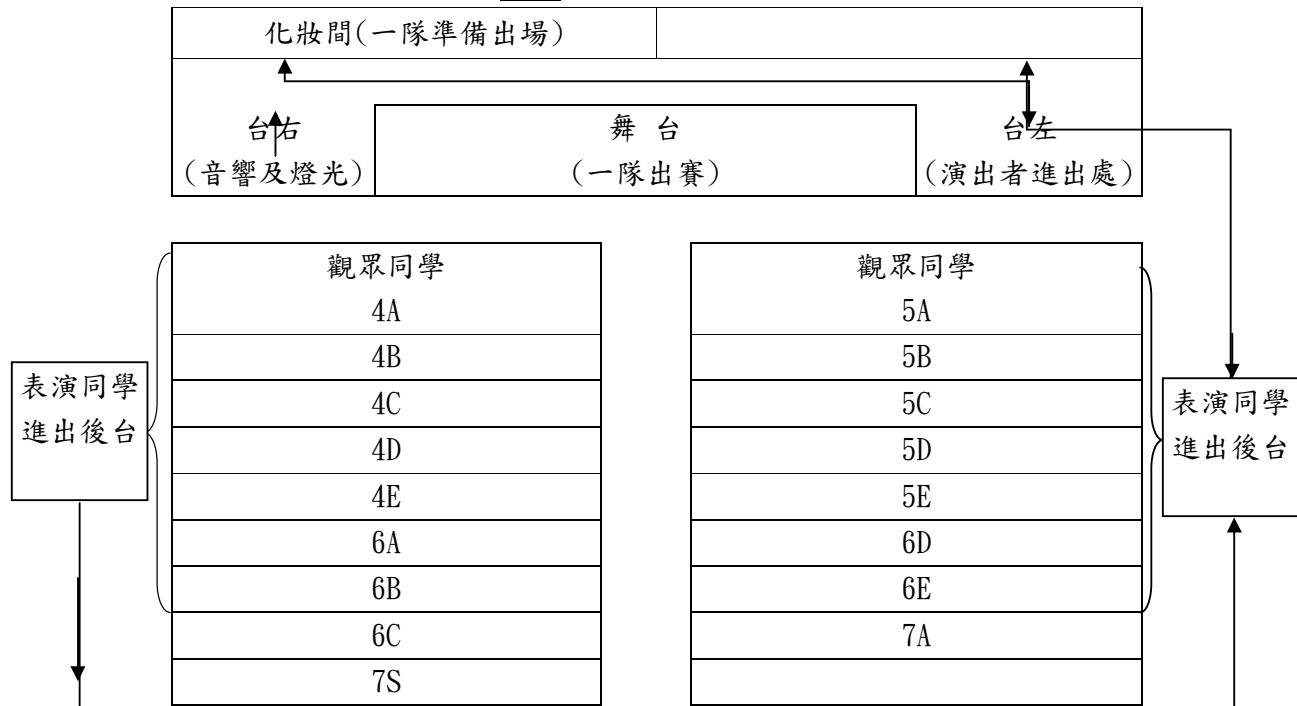 化妝間(一隊準備出場)
台右
(音響及燈光)
舞 台
(一隊出賽)
台左
(演出者進出處)
表演同學
進出後台
觀眾同學
4A
4B
4C
4D
4E
6A
6B
6C
7S
觀眾同學
5A
5B
5C
5D
5E
6D
6E
7A
表演同學
進出後台